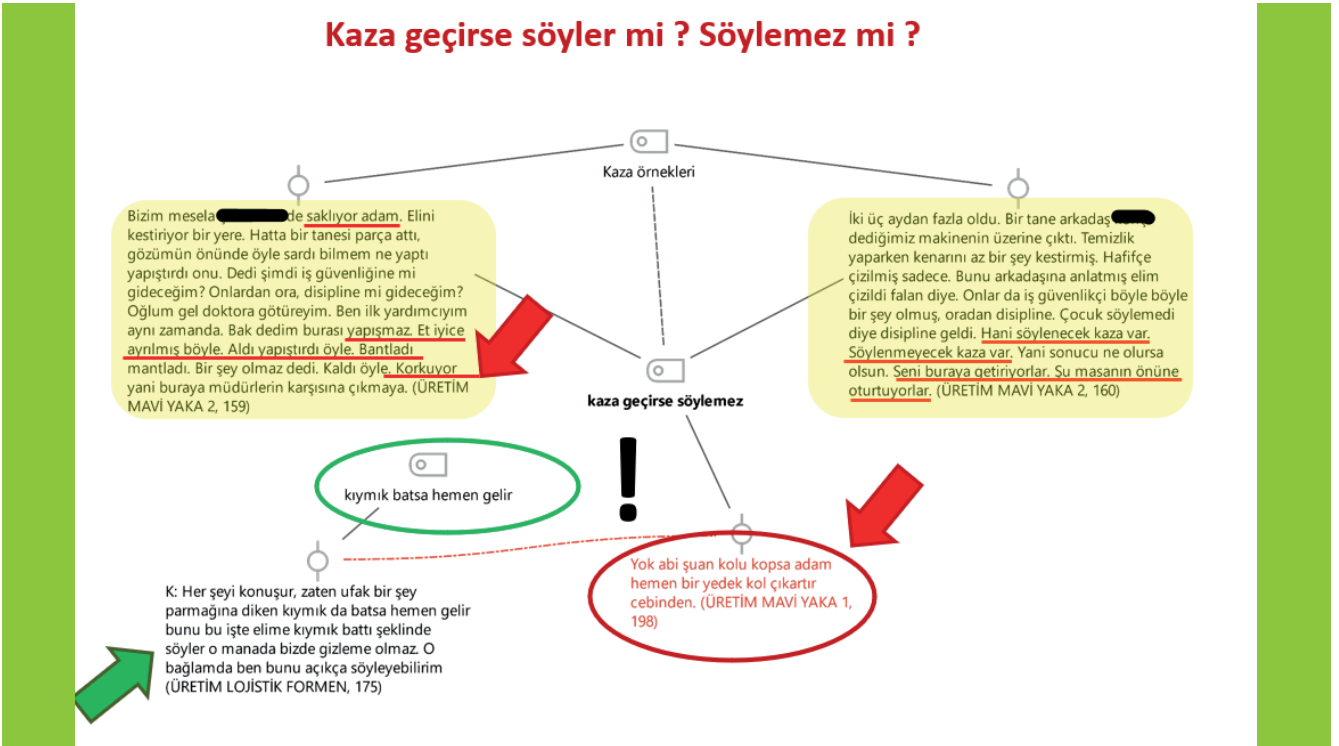 Kaza geçirse söyler mi ? Söylemez mi ?
Kaza örnekleri
Bizim mesela de saklıyor adam. Elini
kestiriyor bir yere. Hatta bir tanesi parça attı,
gözümün önünde öyle sardı bilmem ne yaptı
yapıştırdı onu. Dedi şimdi iş güvenliğine mi
gideceğim? Onlardan ora, disipline mi gideceğim?
Oğlum gel doktora götüreyim. Ben ilk yardımcıyım
aynı zamanda. Bak dedim burası yapışmaz. Et iyice
ayrılmış böyle. Aldı yapıştırdı öyle. Bantladı
mantladı. Bir şey olmaz dedi. Kaldı öyle. Korkuyor
yani buraya müdürlerin karşısına çıkmaya. (ÜRETİM
MAVİ YAKA 2, 159)
İki üç aydan fazla oldu. Bir tane arkadaş
dediğimiz makinenin üzerine çıktı. Temizlik
yaparken kenarını az bir şey kestirmiş. Hafifçe
çizilmiş sadece. Bunu arkadaşına anlatmış elim
çizildi falan diye. Onlar da iş güvenlikçi böyle böyle
bir şey olmuş, oradan disipline. Çocuk söylemedi
diye disipline geldi. Hani söylenecek kaza var.
Söylenmeyecek kaza var. Yani sonucu ne olursa
olsun. Seni buraya getiriyorlar. Şu masanın önüne
oturtuyorlar. (ÜRETİM MAVİ YAKA 2, 160)
kaza geçirse söylemez
!
kıymık batsa hemen gelir
K: Her şeyi konuşur, zaten ufak bir şey
parmağına diken kıymık da batsa hemen gelir
bunu bu işte elime kıymık battı şeklinde
söyler o manada bizde gizleme olmaz. O
bağlamda ben bunu açıkça söyleyebilirim
(ÜRETİM LOJİSTİK FORMEN, 175)
Yok abi şuan kolu kopsa adam
hemen bir yedek kol çıkartır
cebinden. (ÜRETİM MAVİ YAKA 1,
198)